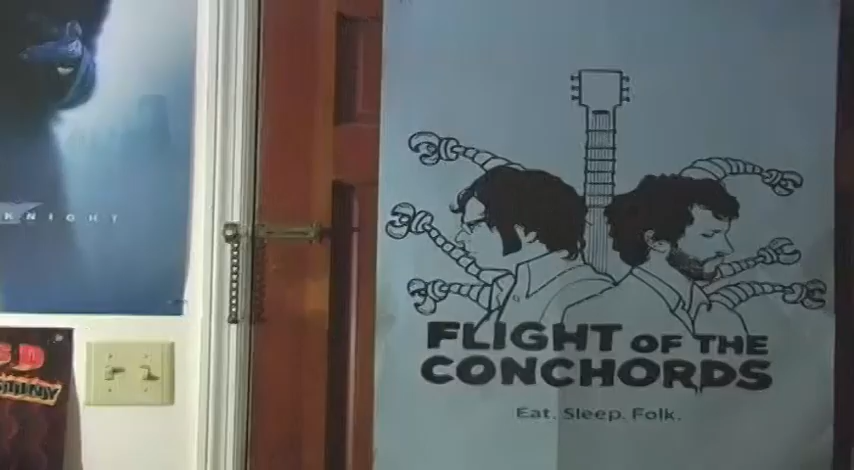 KNIGHT
FLIGHT OF THE
CONCHORDS
Eat. Sleep. Folk.